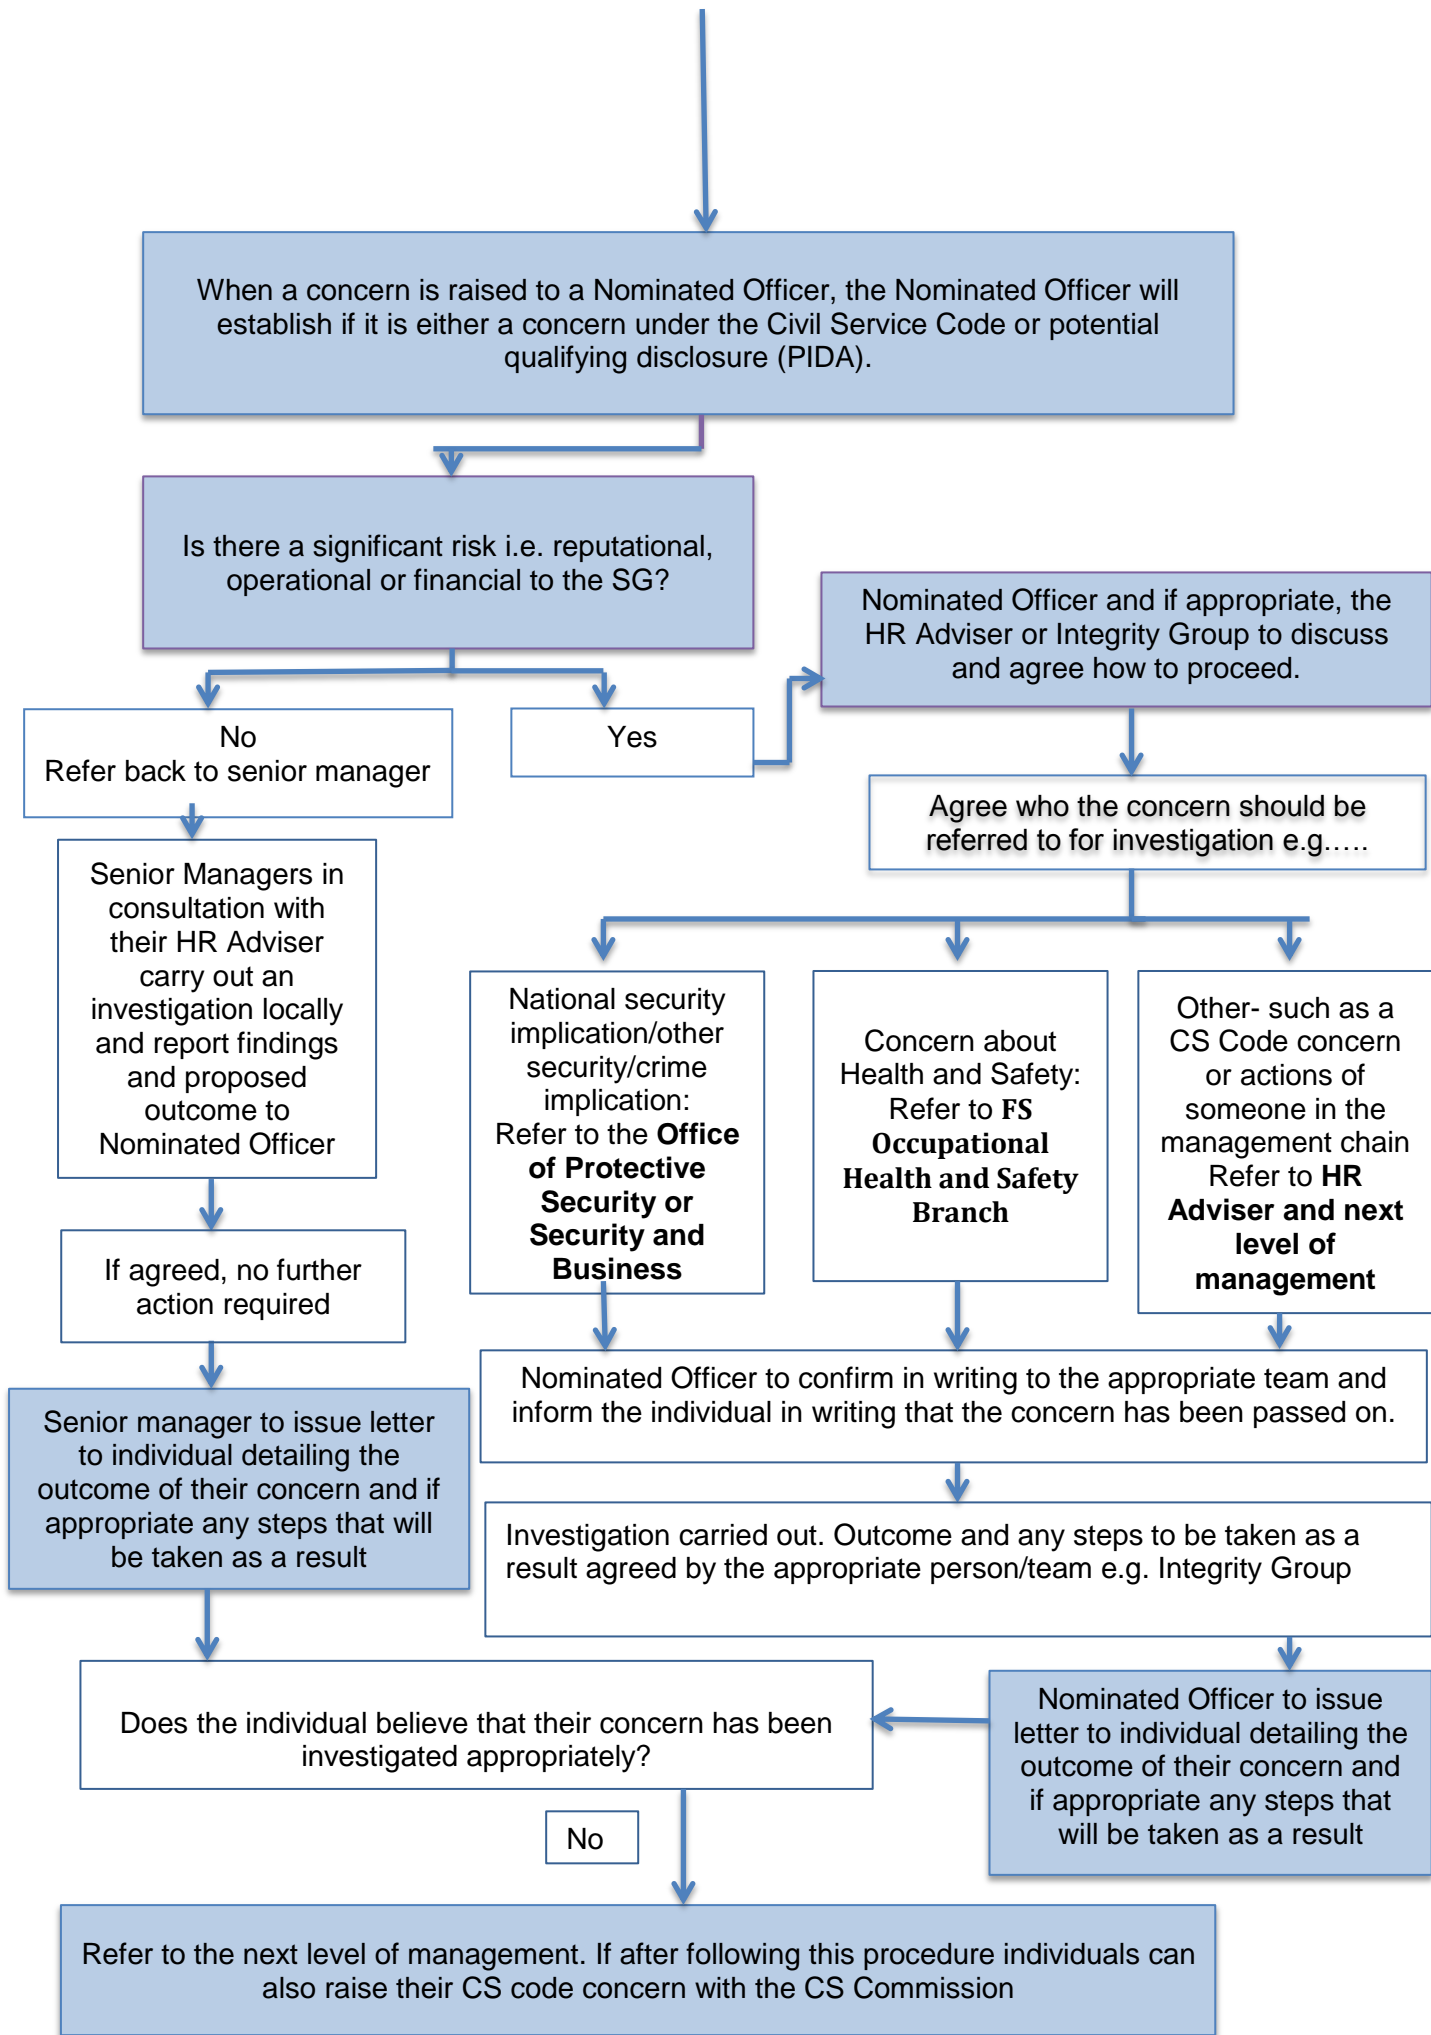 When a concern is raised to a Nominated Officer, the Nominated Officer will
establish if it is either a concern under the Civil Service Code or potential
qualifying disclosure (PIDA).
Is there a significant risk i.e. reputational,
operational or financial to the SG?
Nominated Officer and if appropriate, the
HR Adviser or Integrity Group to discuss
and agree how to proceed.
No
Refer back to senior manager
Yes
Agree who the concern should be
referred to for investigation e.g.….
Senior Managers in
consultation with
their HR Adviser
carry out an
investigation locally
and report findings
and proposed
outcome to
Nominated Officer
National security
implication/other
security/crime
implication:
Refer to the Office
of Protective
Security or
Security and
Business
Concern about
Health and Safety:
Refer to FS
Occupational
Health and Safety
Branch
Other- such as a
CS Code concern
or actions of
someone in the
management chain
Refer to HR
Adviser and next
level of
management
If agreed, no further
action required
Nominated Officer to confirm in writing to the appropriate team and
inform the individual in writing that the concern has been passed on.
Senior manager to issue letter
to individual detailing the
outcome of their concern and if
appropriate any steps that will
be taken as a result
Investigation carried out. Outcome and any steps to be taken as a
result agreed by the appropriate person/team e.g. Integrity Group
Does the individual believe that their concern has been
investigated appropriately?
Nominated Officer to issue
letter to individual detailing the
outcome of their concern and
if appropriate any steps that
will be taken as a result
No
Refer to the next level of management. If after following this procedure individuals can
also raise their CS code concern with the CS Commission